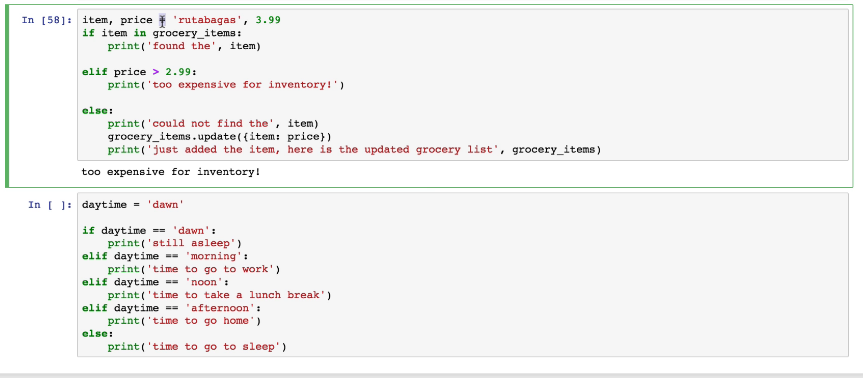 In [58]: item, price = 'rutabagas', 3.99
if item in grocery_items:
    print('found the', item)
elif price > 2.99:
    print('too expensive for inventory!')
else:
    print('could not find the', item)
    grocery_items.update({item: price})
    print('just added the item, here is the updated grocery list', grocery_items)
too expensive for inventory!
In [ ]: daytime = 'dawn'
if daytime == 'dawn':
    print('still asleep')
elif daytime == 'morning':
    print('time to go to work')
elif daytime == 'noon':
    print('time to take a lunch break')
elif daytime == 'afternoon':
    print('time to go home')
else:
    print('time to go to sleep')